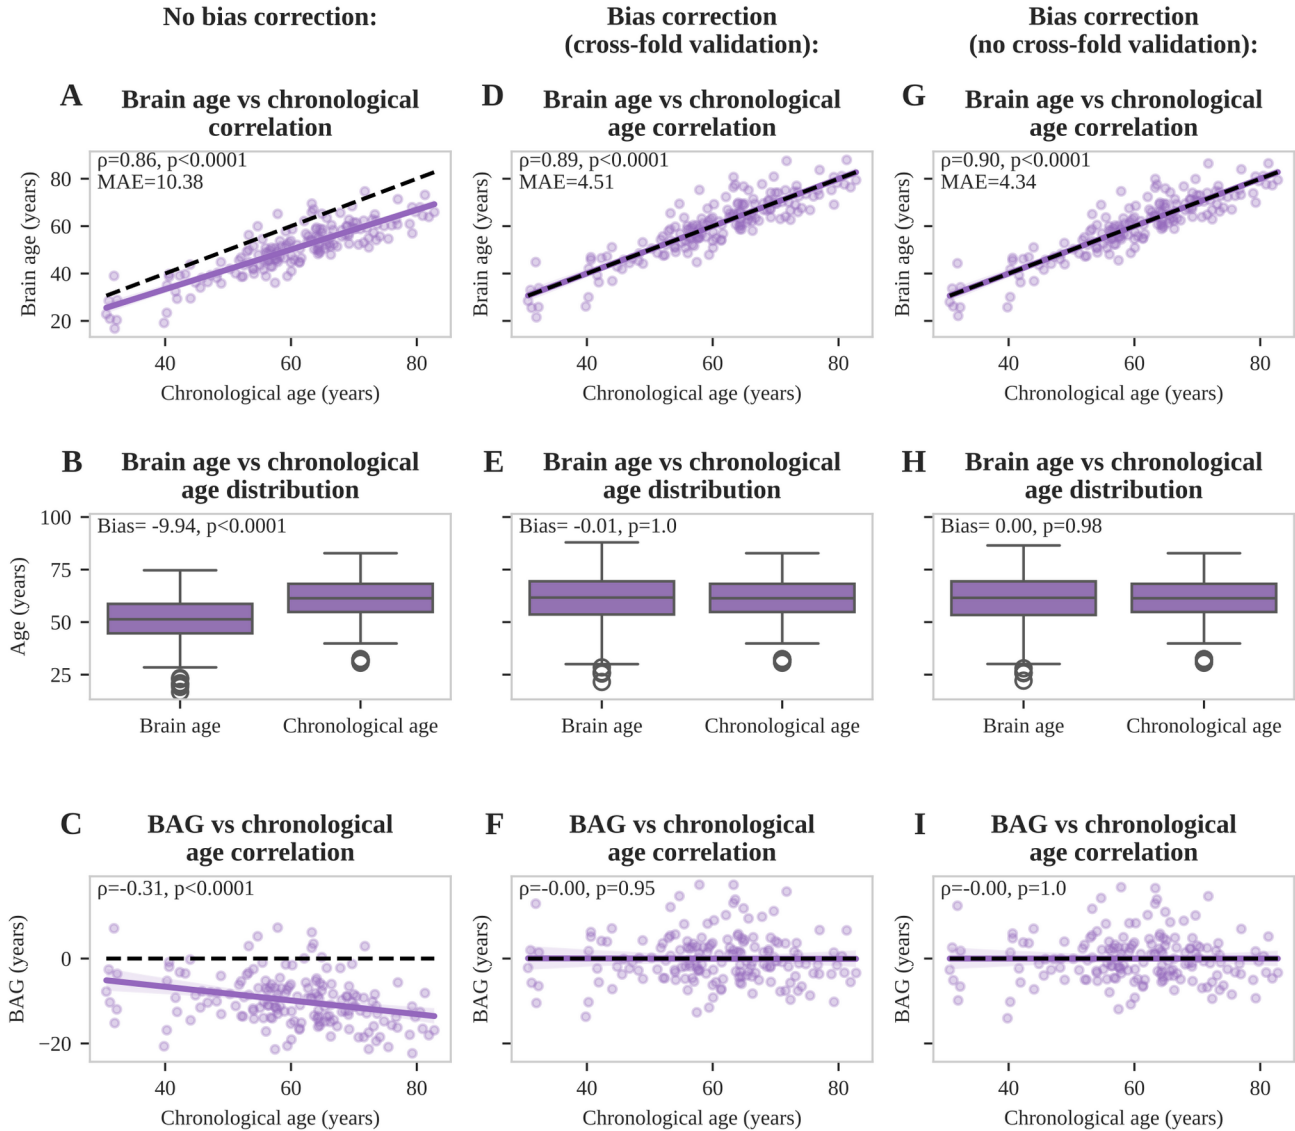 No bias correction:
Bias correction
(cross-fold validation):
Bias correction
(no cross-fold validation):
A
Brain age vs chronological
correlation
ρ=0.86, p<0.0001
MAE=10.38
Brain age (years)
80
60
40
20
40
60
80
Chronological age (years)
D
Brain age vs chronological
age correlation
ρ=0.89, p<0.0001
MAE=4.51
Brain age (years)
40
60
80
Chronological age (years)
G
Brain age vs chronological
age correlation
ρ=0.90, p<0.0001
MAE=4.34
Brain age (years)
40
60
80
Chronological age (years)
B
Brain age vs chronological
age distribution
Bias= -9.94, p<0.0001
Age (years)
100
75
50
25
Brain age
Chronological age
E
Brain age vs chronological
age distribution
Bias= -0.01, p=1.0
Brain age
Chronological age
H
Brain age vs chronological
age distribution
Bias= 0.00, p=0.98
Brain age
Chronological age
C
BAG vs chronological
age correlation
ρ=-0.31, p<0.0001
BAG (years)
0
−20
40
60
80
Chronological age (years)
F
BAG vs chronological
age correlation
ρ=-0.00, p=0.95
BAG (years)
40
60
80
Chronological age (years)
I
BAG vs chronological
age correlation
ρ=-0.00, p=1.0
BAG (years)
40
60
80
Chronological age (years)